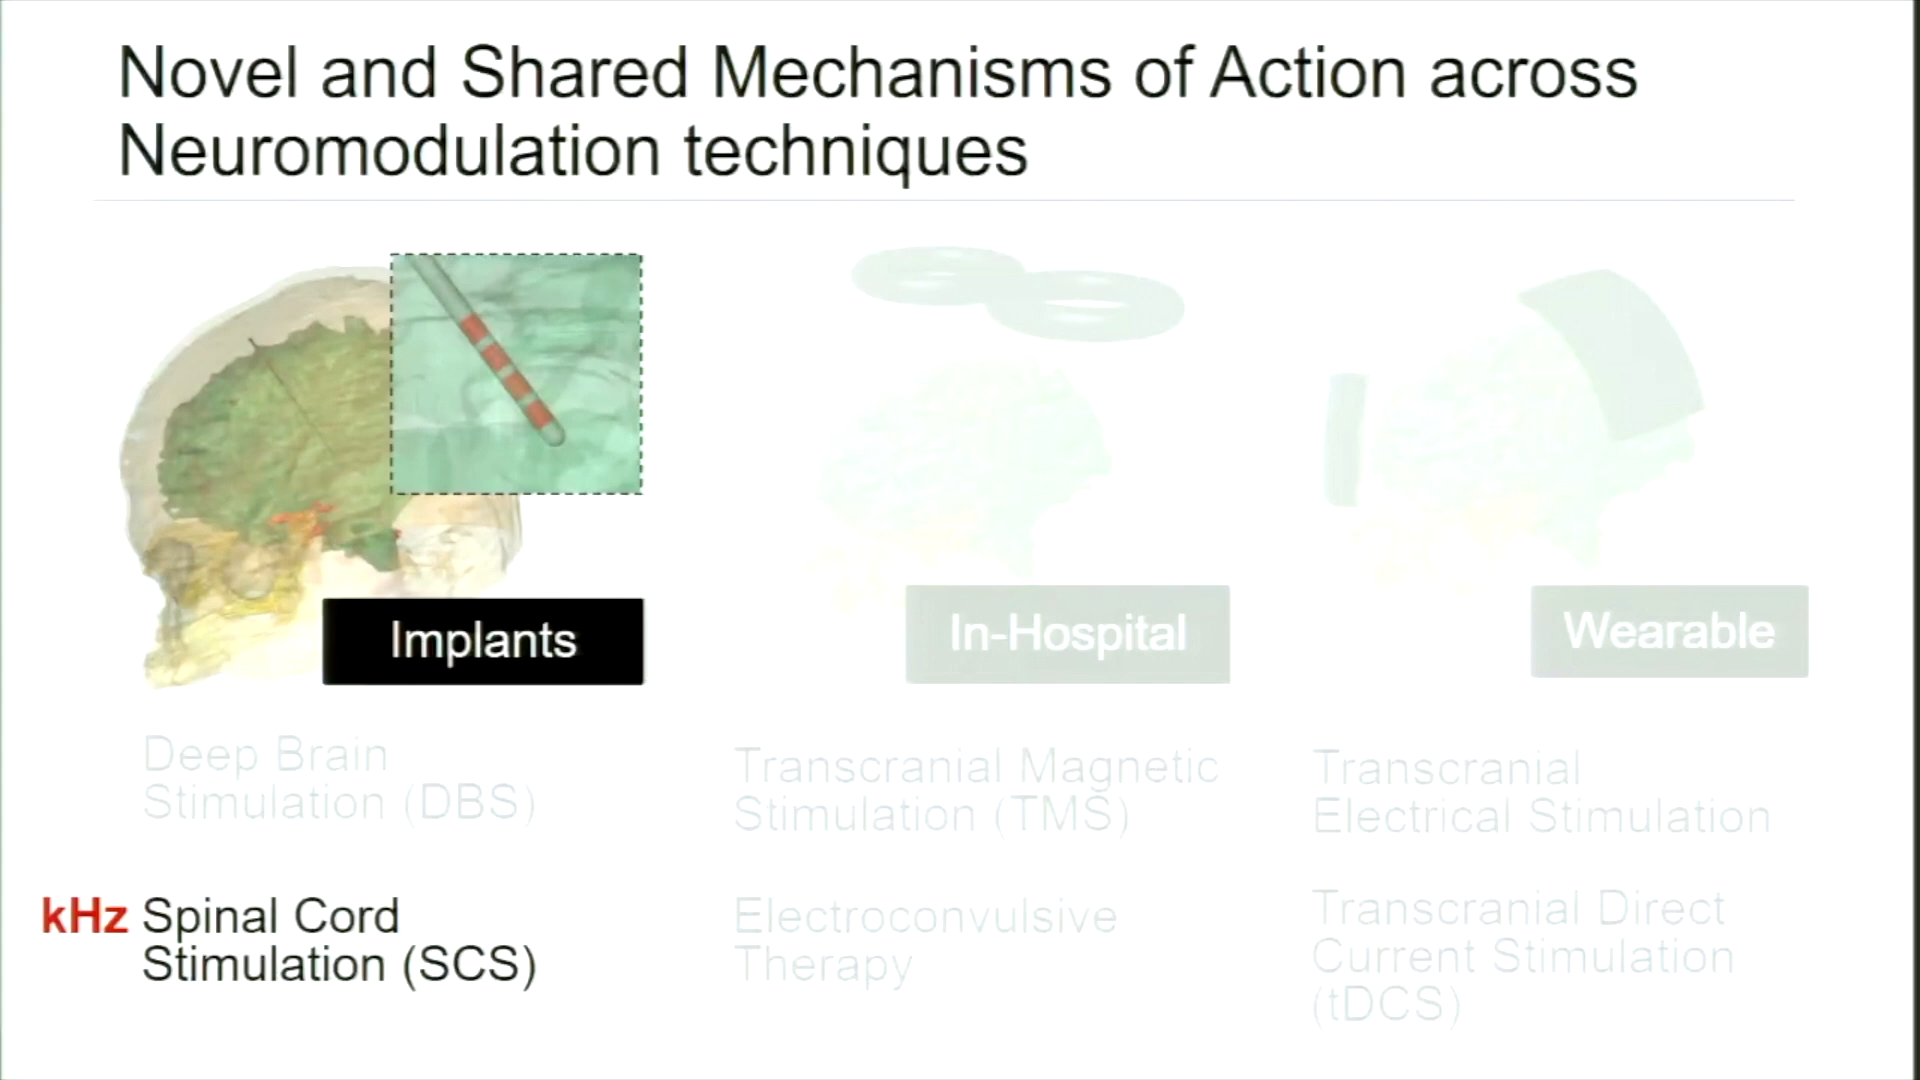 Novel and Shared Mechanisms of Action across
Neuromodulation techniques
Implants
In-Hospital
Wearable
Deep Brain
Stimulation (DBS)
Transcranial Magnetic
Stimulation (TMS)
Transcranial
Electrical Stimulation
kHz Spinal Cord
Stimulation (SCS)
Electroconvulsive
Therapy
Transcranial Direct
Current Stimulation
(tDCS)